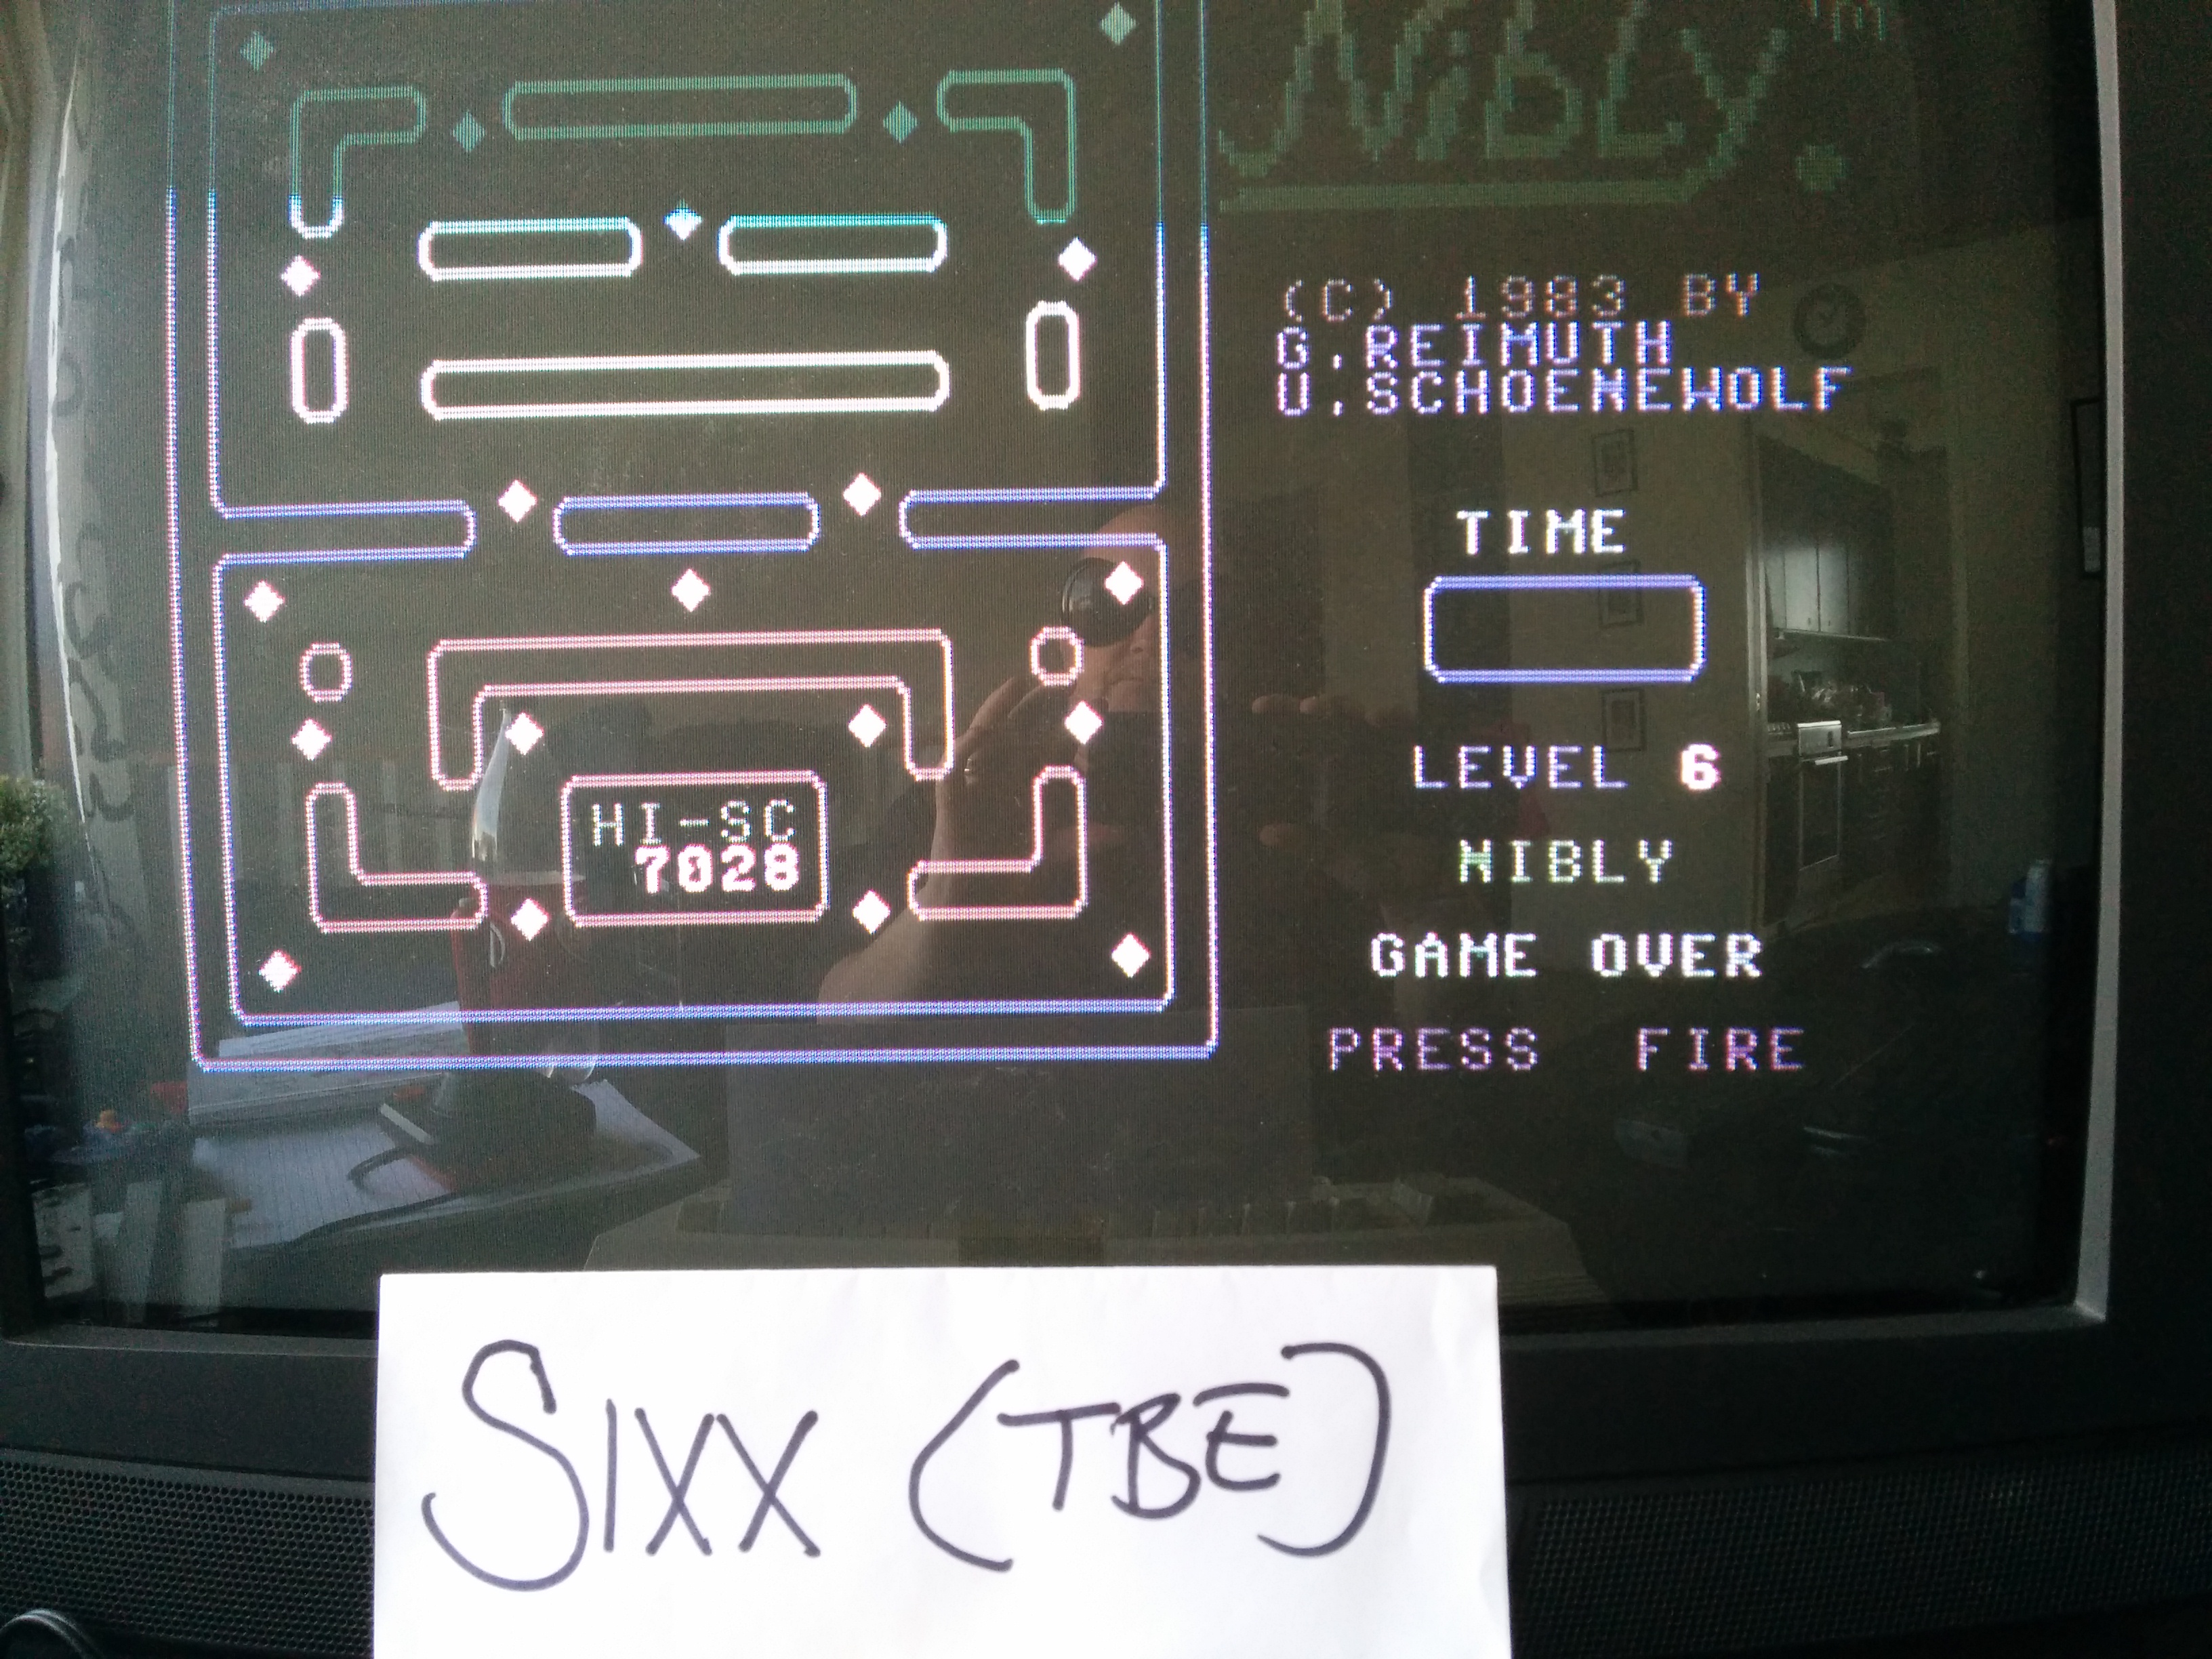 Nibly.
(C) 1983 BY
G.REIMUTH
U.SCHOENEWOLF
TIME
LEVEL 6
NIBLY
GAME OVER
PRESS FIRE
HI-SC
7028
SIXX (TBE)